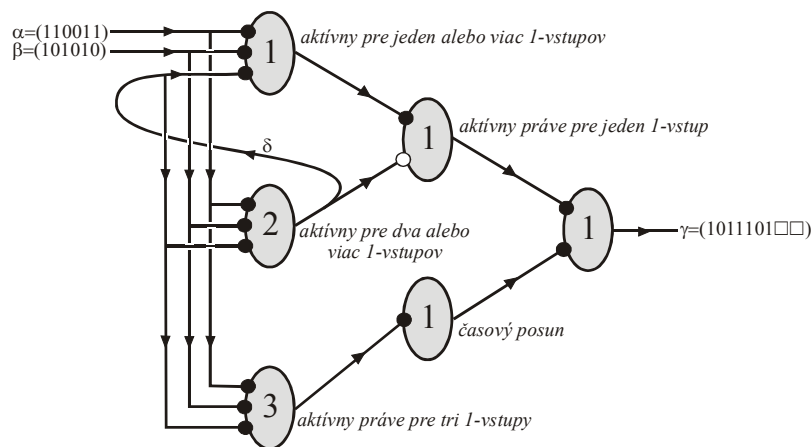 α=(110011)
β=(101010)
1
aktívny pre jeden alebo viac 1-vstupov
1
aktívny práve pre jeden 1-vstup
δ
2
aktívny pre dva alebo
viac 1-vstupov
1
γ=(1011101□□)
1
časový posun
3
aktívny práve pre tri 1-vstupy